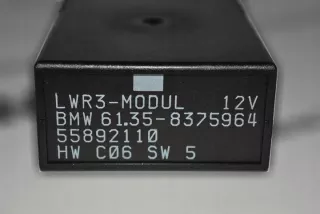 LWR3-MODUL 12V
BMW 61.35-8375964
55892110
HW C06 SW 5